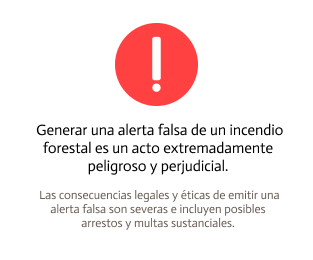 Generar una alerta falsa de un incendio
forestal es un acto extremadamente
peligroso y perjudicial.
Las consecuencias legales y éticas de emitir una
alerta falsa son severas e incluyen posibles
arrestos y multas sustanciales.